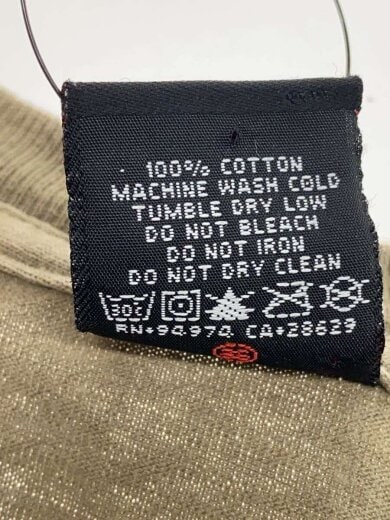 100% COTTON
MACHINE WASH COLD
TUMBLE DRY LOW
DO NOT BLEACH
DO NOT IRON
DO NOT DRY CLEAN
30C
RN•94974 CA•28629